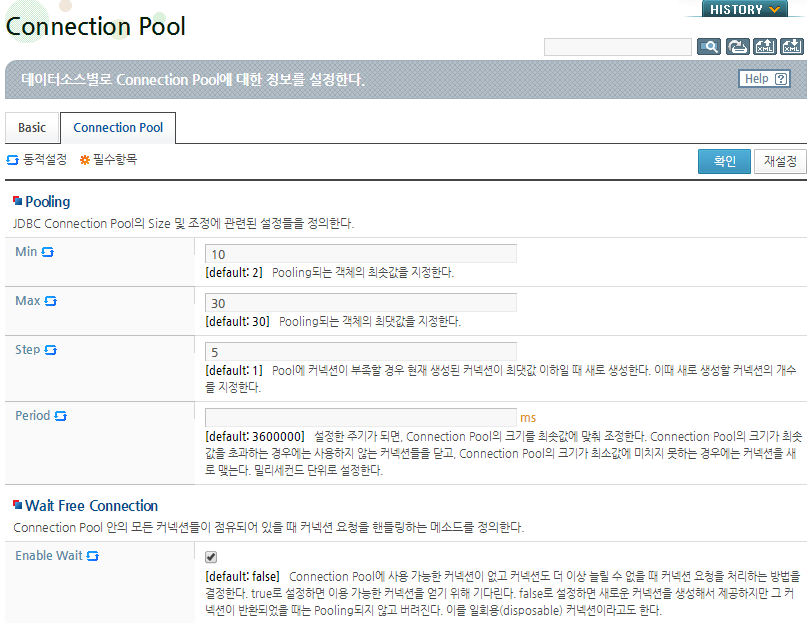 HISTORY
Connection Pool
XML XML
데이터소스별로 Connection Pool에 대한 정보를 설정한다.
Help ?
Basic Connection Pool
동적설정 필수항목
확인 재설정
Pooling
JDBC Connection Pool의 Size 및 조정에 관련된 설정들을 정의한다.
Min
10
[default: 2] Pooling되는 객체의 최솟값을 지정한다.
Max
30
[default: 30] Pooling되는 객체의 최댓값을 지정한다.
Step
5
[default: 1] Pool에 커넥션이 부족할 경우 현재 생성된 커넥션이 최댓값 이하일 때 새로 생성한다. 이때 새로 생성할 커넥션의 개수
를 지정한다.
Period
ms
[default: 3600000] 설정한 주기가 되면, Connection Pool의 크기를 최솟값에 맞춰 조정한다. Connection Pool의 크기가 최솟
값을 초과하는 경우에는 사용하지 않는 커넥션들을 닫고, Connection Pool의 크기가 최소값에 미치지 못하는 경우에는 커넥션을 새
로 맺는다. 밀리세컨드 단위로 설정한다.
Wait Free Connection
Connection Pool 안의 모든 커넥션들이 점유되어 있을 때 커넥션 요청을 핸들링하는 메소드를 정의한다.
Enable Wait
[default: false] Connection Pool에 사용 가능한 커넥션이 없고 커넥션도 더 이상 늘릴 수 없을 때 커넥션 요청을 처리하는 방법을
결정한다. true로 설정하면 이용 가능한 커넥션을 얻기 위해 기다린다. false로 설정하면 새로운 커넥션을 생성해서 제공하지만 그 커
넥션이 반환되었을 때는 Pooling되지 않고 버려진다. 이를 일회용(disposable) 커넥션이라고도 한다.